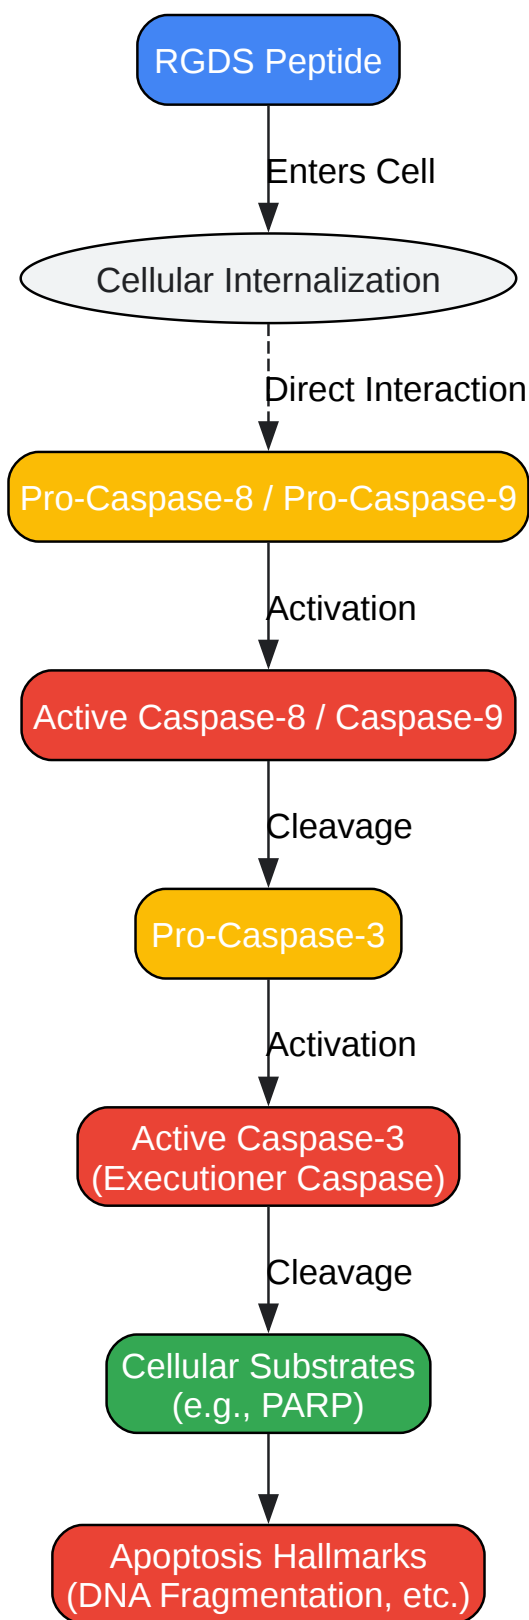 RGDS Peptide
Enters Cell
Cellular Internalization
Direct Interaction
Pro-Caspase-8 / Pro-Caspase-9
Activation
Active Caspase-8 / Caspase-9
Cleavage
Pro-Caspase-3
Activation
Active Caspase-3
(Executioner Caspase)
Cleavage
Cellular Substrates
(e.g., PARP)
Apoptosis Hallmarks
(DNA Fragmentation, etc.)